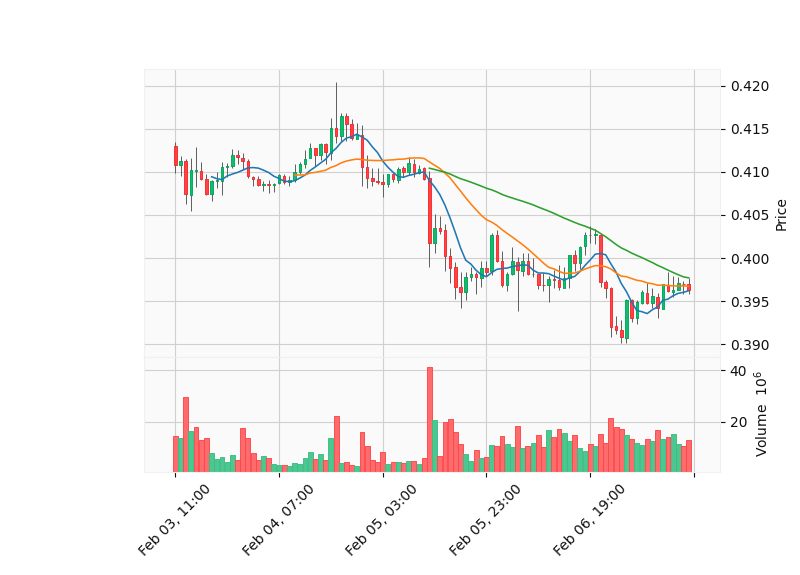 0.420
0.415
0.410
0.405
0.400
0.395
0.390
Price
40
20
Volume 10^6
Feb 03, 11:00
Feb 04, 07:00
Feb 05, 03:00
Feb 05, 23:00
Feb 06, 19:00